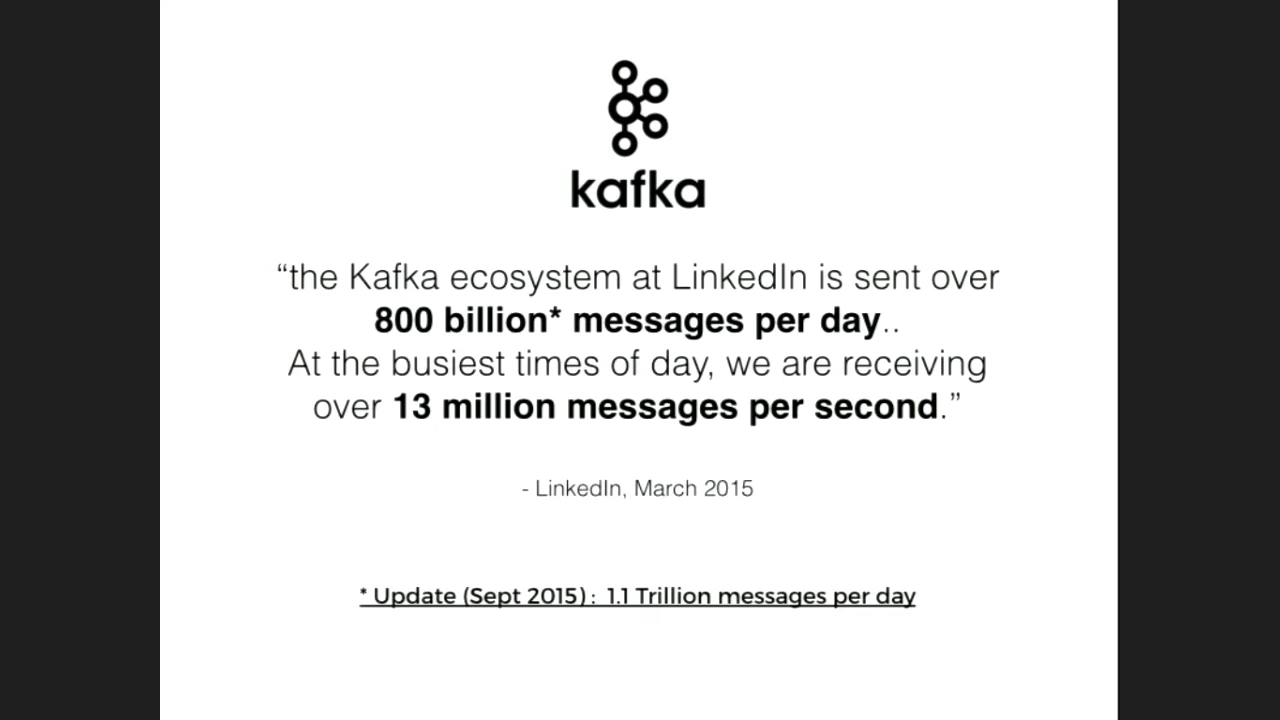 kafka
“the Kafka ecosystem at LinkedIn is sent over
800 billion* messages per day..
At the busiest times of day, we are receiving
over 13 million messages per second.”
- LinkedIn, March 2015
* Update (Sept 2015) : 1.1 Trillion messages per day